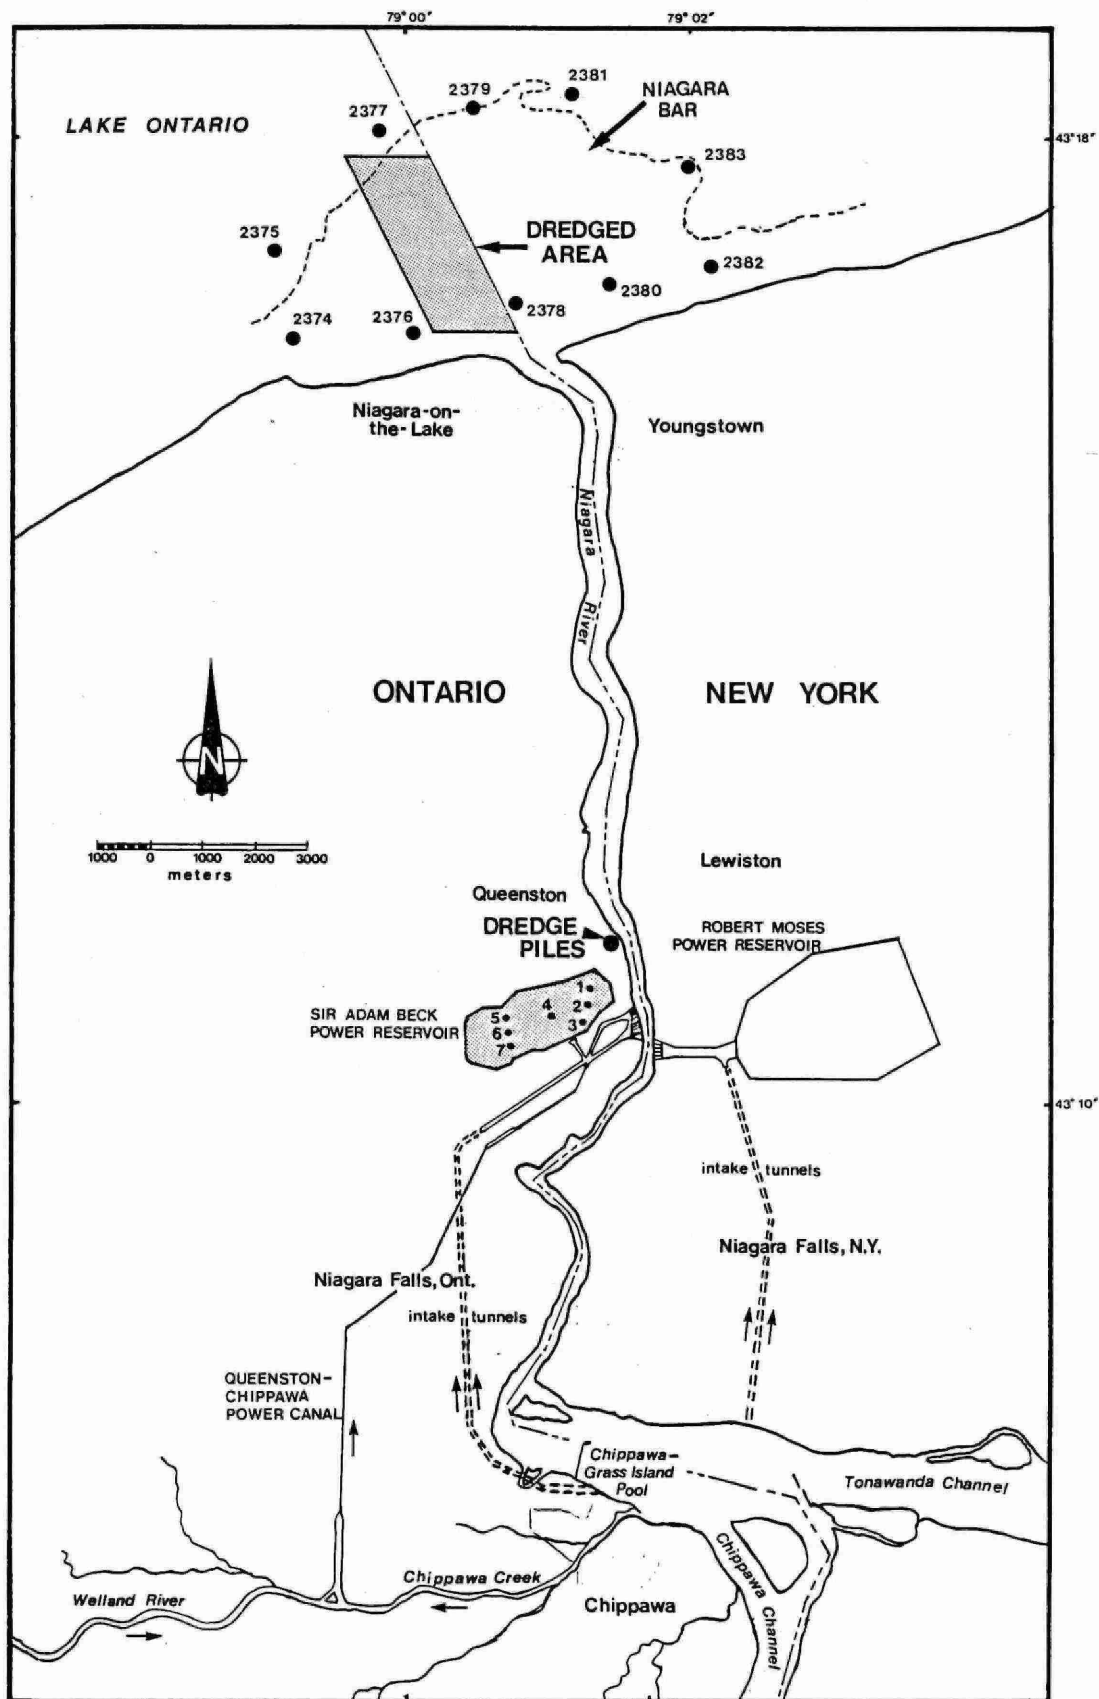 79° 00'
79° 02'
2381
2379
NIAGARA
BAR
2377
LAKE ONTARIO
43° 18"
2383
DREDGED
AREA
2375
2382
2380
2378
2374
2376
Niagara-on-
the-Lake
Youngstown
Niagara
River
ONTARIO
NEW YORK
N
1000 0 1000 2000 3000
meters
Lewiston
Queenston
DREDGE
PILES
ROBERT MOSES
POWER RESERVOIR
SIR ADAM BECK
POWER RESERVOIR
1
2
3
4
5
6
7
43° 10"
intake tunnels
Niagara Falls, N.Y.
Niagara Falls, Ont.
intake tunnels
QUEENSTON-
CHIPPAWA
POWER CANAL
Chippawa-
Grass Island
Pool
Tonawanda Channel
Chippawa Creek
Welland River
Chippawa
Chippawa Channel